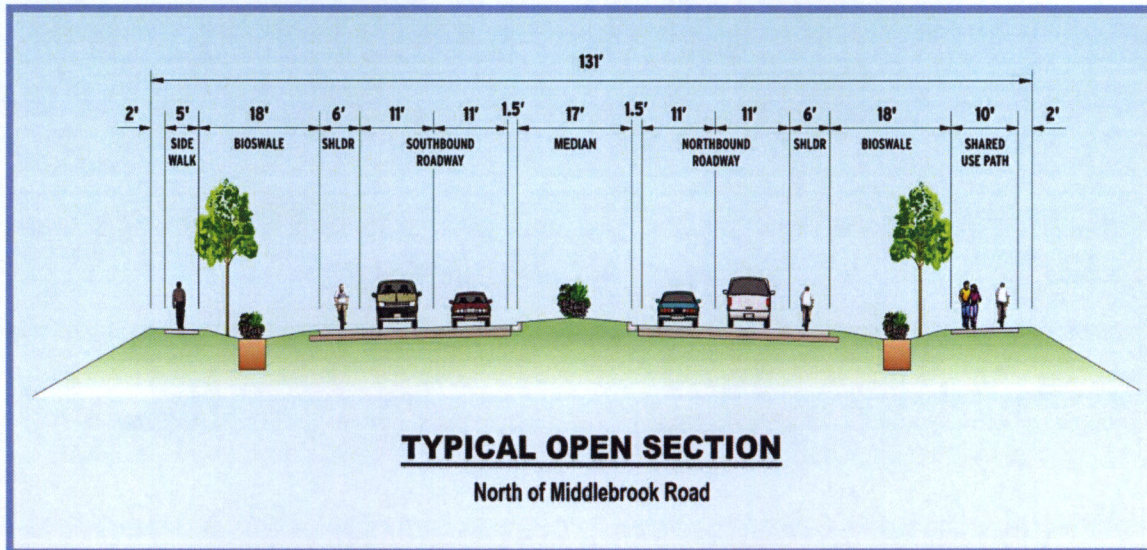 131'
2' 5' 18' 6' 11' 11' 1.5' 17' 1.5' 11' 11' 6' 18' 10' 2'
SIDE WALK
BIOSWALE
SHLDR
SOUTHBOUND ROADWAY
MEDIAN
NORTHBOUND ROADWAY
SHLDR
BIOSWALE
SHARED USE PATH
TYPICAL OPEN SECTION
North of Middlebrook Road